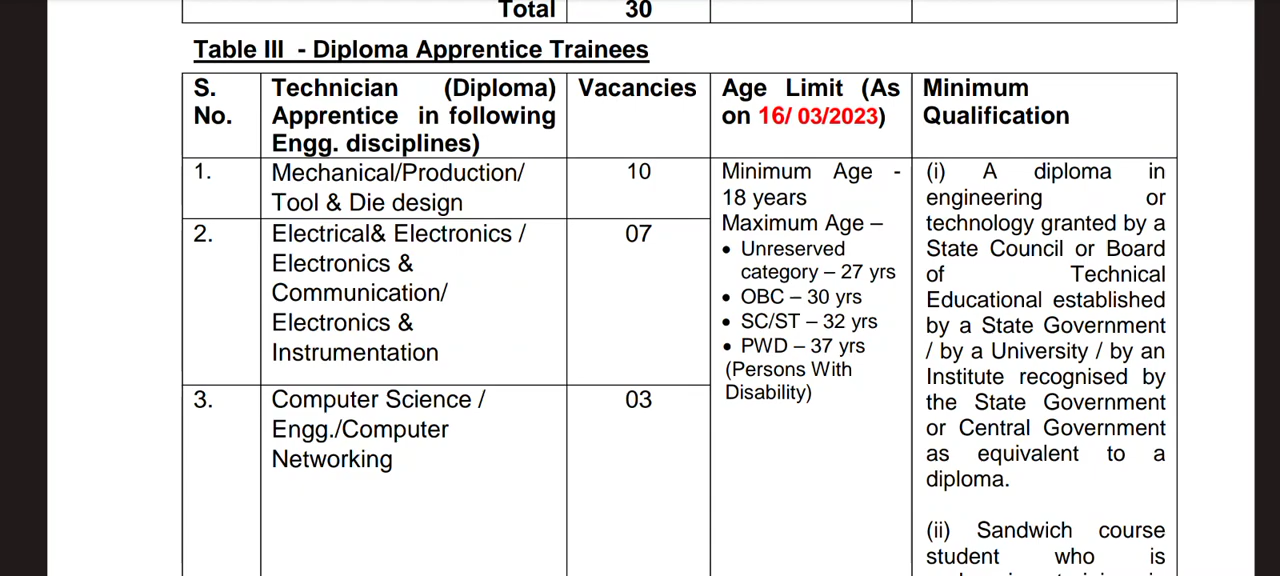 Total 30
Table III - Diploma Apprentice Trainees
S. No.
Technician (Diploma)
Apprentice in following
Engg. disciplines)
Vacancies
Age Limit (As
on 16/ 03/2023)
Minimum
Qualification
1.
Mechanical/Production/
Tool & Die design
10
2.
Electrical& Electronics /
Electronics &
Communication/
Electronics &
Instrumentation
07
3.
Computer Science /
Engg./Computer
Networking
03
Minimum Age -
18 years
Maximum Age –
• Unreserved
category – 27 yrs
• OBC – 30 yrs
• SC/ST – 32 yrs
• PWD – 37 yrs
(Persons With
Disability)
(i) A diploma in
engineering or
technology granted by a
State Council or Board
of Technical
Educational established
by a State Government
/ by a University / by an
Institute recognised by
the State Government
or Central Government
as equivalent to a
diploma.
(ii) Sandwich course
student who is